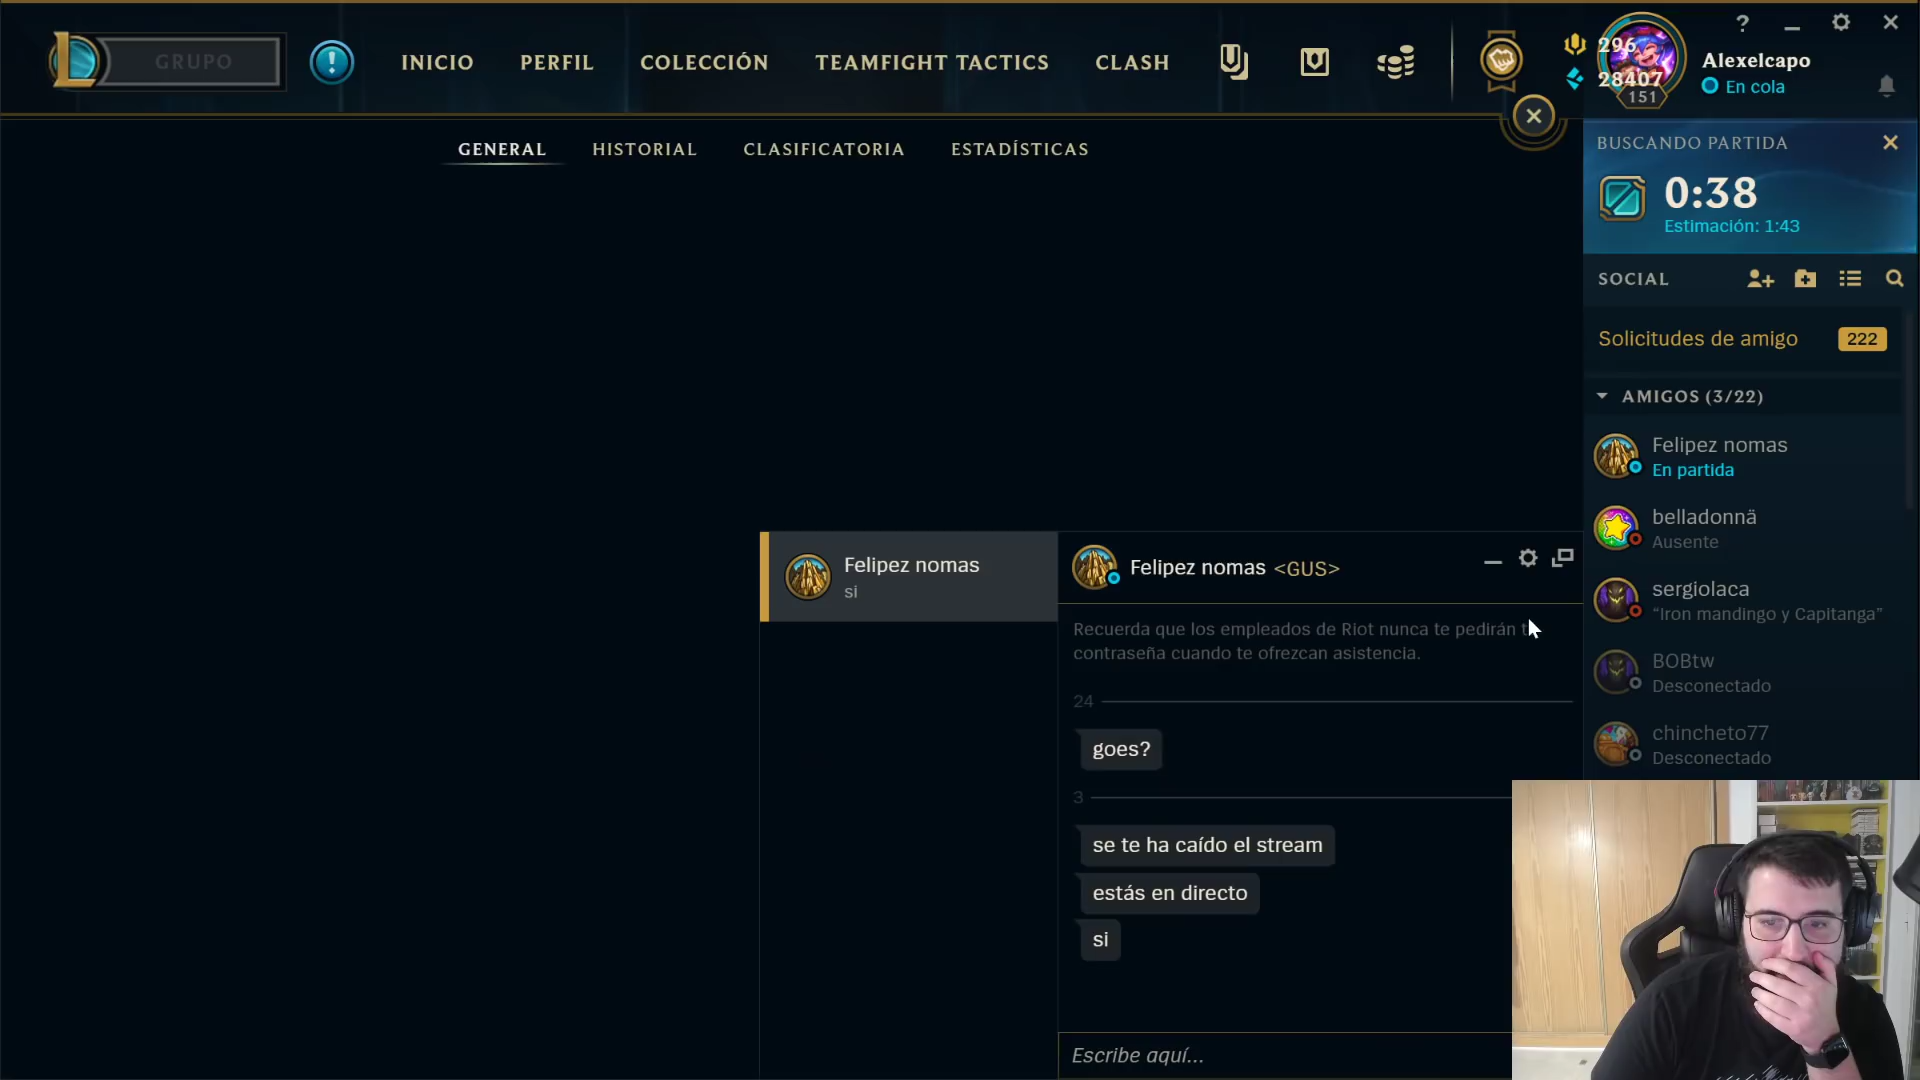 GRUPO
!
INICIO
PERFIL
COLECCIÓN
TEAMFIGHT TACTICS
CLASH
296
28407
151
?
Alexelcapo
En cola
GENERAL
HISTORIAL
CLASIFICATORIA
ESTADÍSTICAS
BUSCANDO PARTIDA
0:38
Estimación: 1:43
SOCIAL
Solicitudes de amigo
222
AMIGOS (3/22)
Felipez nomas
En partida
belladonnä
Ausente
sergiolaca
“Iron mandingo y Capitanga”
BOBtw
Desconectado
chincheto77
Desconectado
Felipez nomas
si
Felipez nomas <GUS>
Recuerda que los empleados de Riot nunca te pedirán
contraseña cuando te ofrezcan asistencia.
24
goes?
3
se te ha caído el stream
estás en directo
si
Escribe aquí...